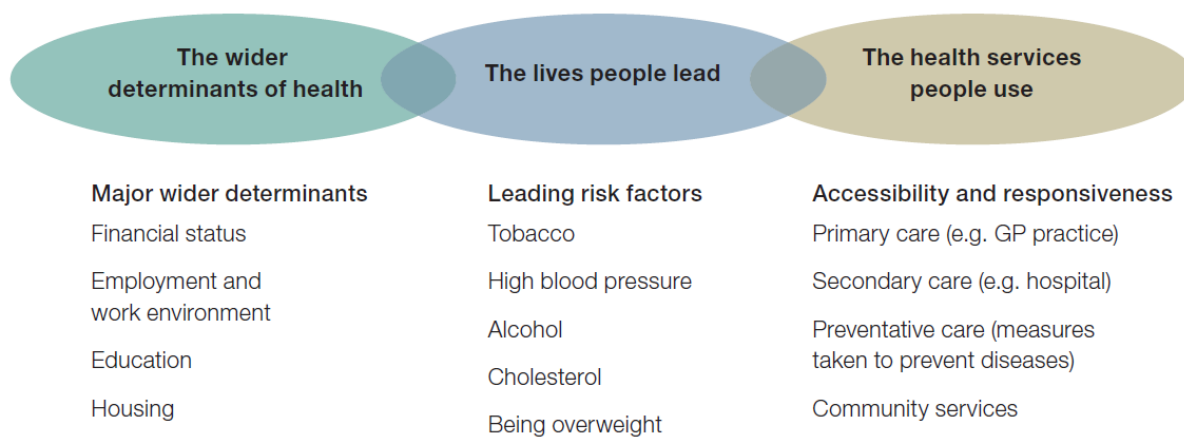 The wider
determinants of health
The lives people lead
The health services
people use
Major wider determinants
Financial status
Employment and
work environment
Education
Housing
Leading risk factors
Tobacco
High blood pressure
Alcohol
Cholesterol
Being overweight
Accessibility and responsiveness
Primary care (e.g. GP practice)
Secondary care (e.g. hospital)
Preventative care (measures
taken to prevent diseases)
Community services